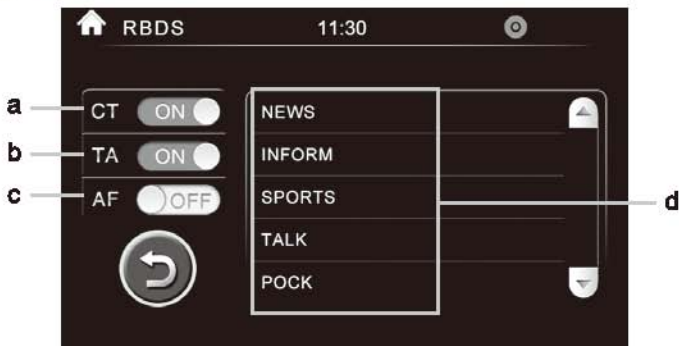 RBDS 11:30
a CT ON
b TA ON
c AF OFF
NEWS
INFORM
SPORTS
TALK
POCK
d